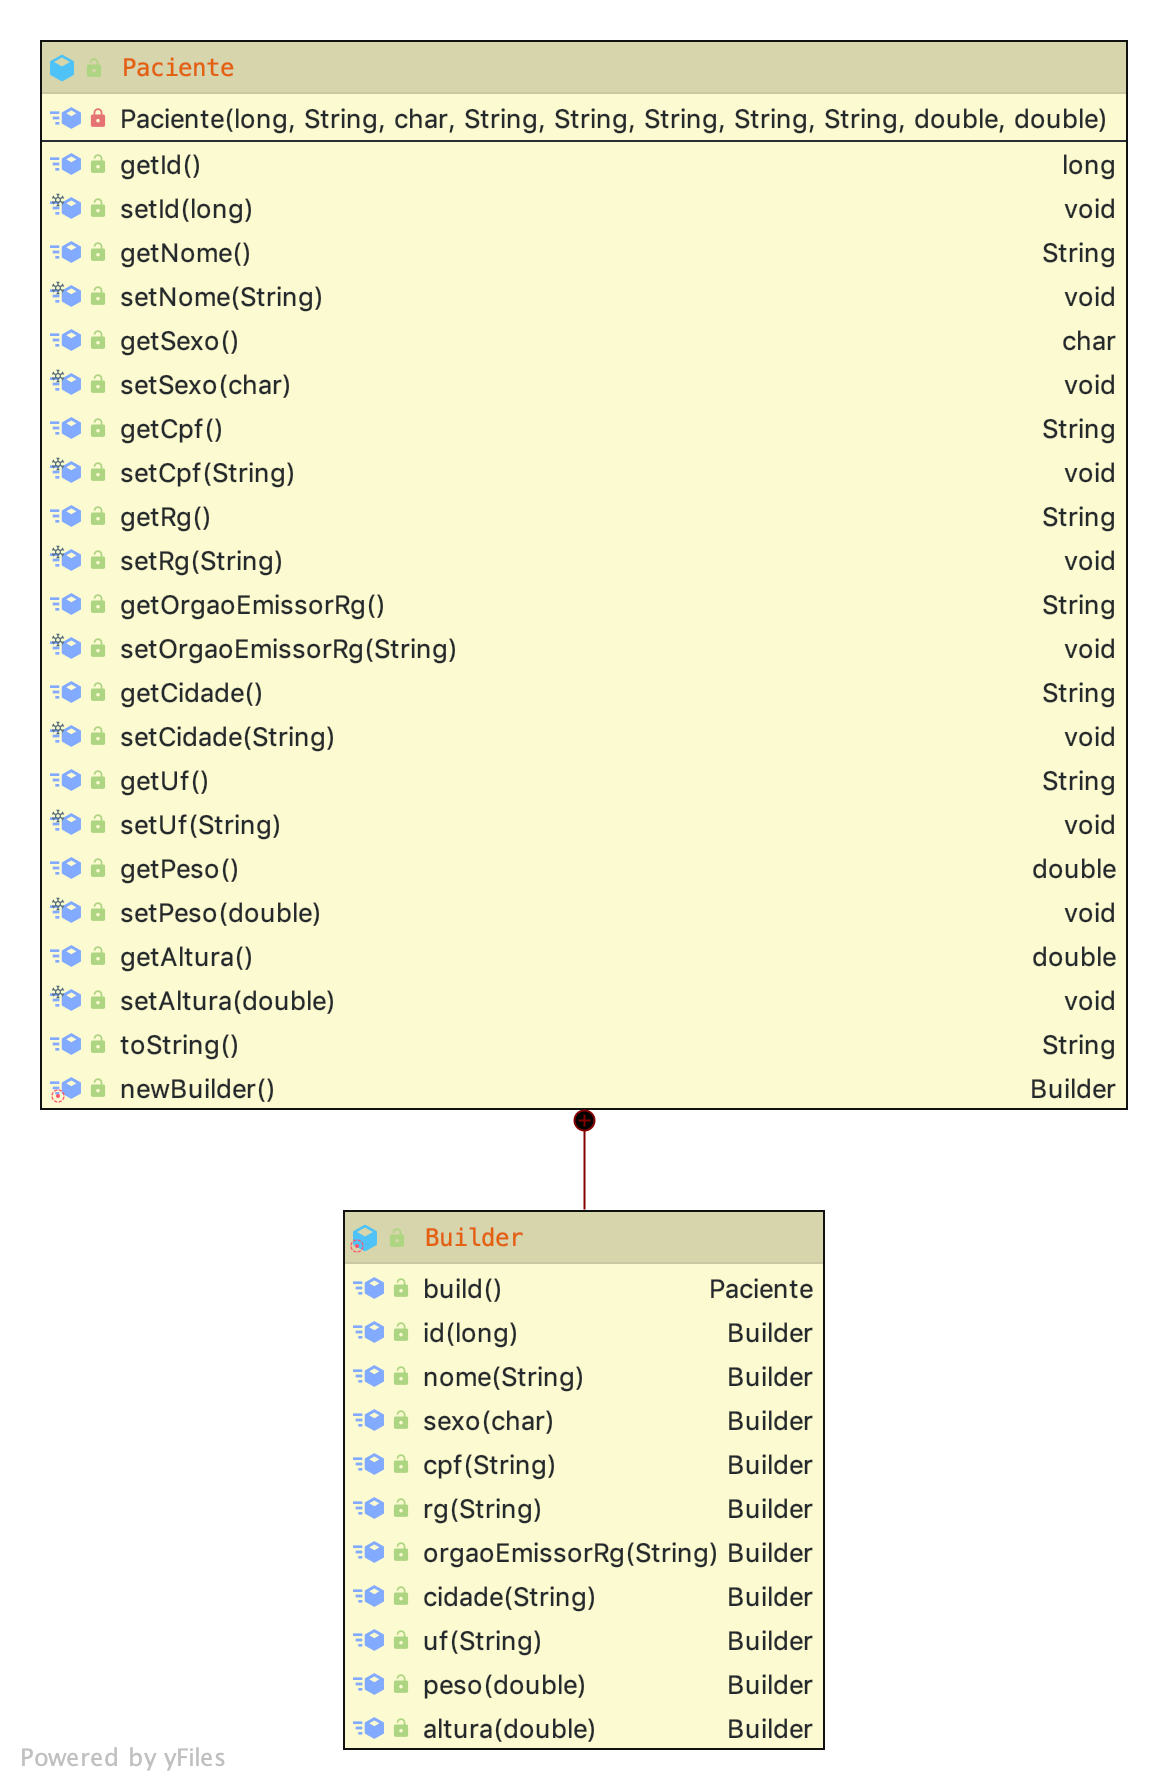 Paciente
Paciente(long, String, char, String, String, String, String, String, double, double)
getId() long
setId(long) void
getNome() String
setNome(String) void
getSexo() char
setSexo(char) void
getCpf() String
setCpf(String) void
getRg() String
setRg(String) void
getOrgaoEmissorRg() String
setOrgaoEmissorRg(String) void
getCidade() String
setCidade(String) void
getUf() String
setUf(String) void
getPeso() double
setPeso(double) void
getAltura() double
setAltura(double) void
toString() String
newBuilder() Builder
Builder
build() Paciente
id(long) Builder
nome(String) Builder
sexo(char) Builder
cpf(String) Builder
rg(String) Builder
orgaoEmissorRg(String) Builder
cidade(String) Builder
uf(String) Builder
peso(double) Builder
altura(double) Builder
Powered by yFiles